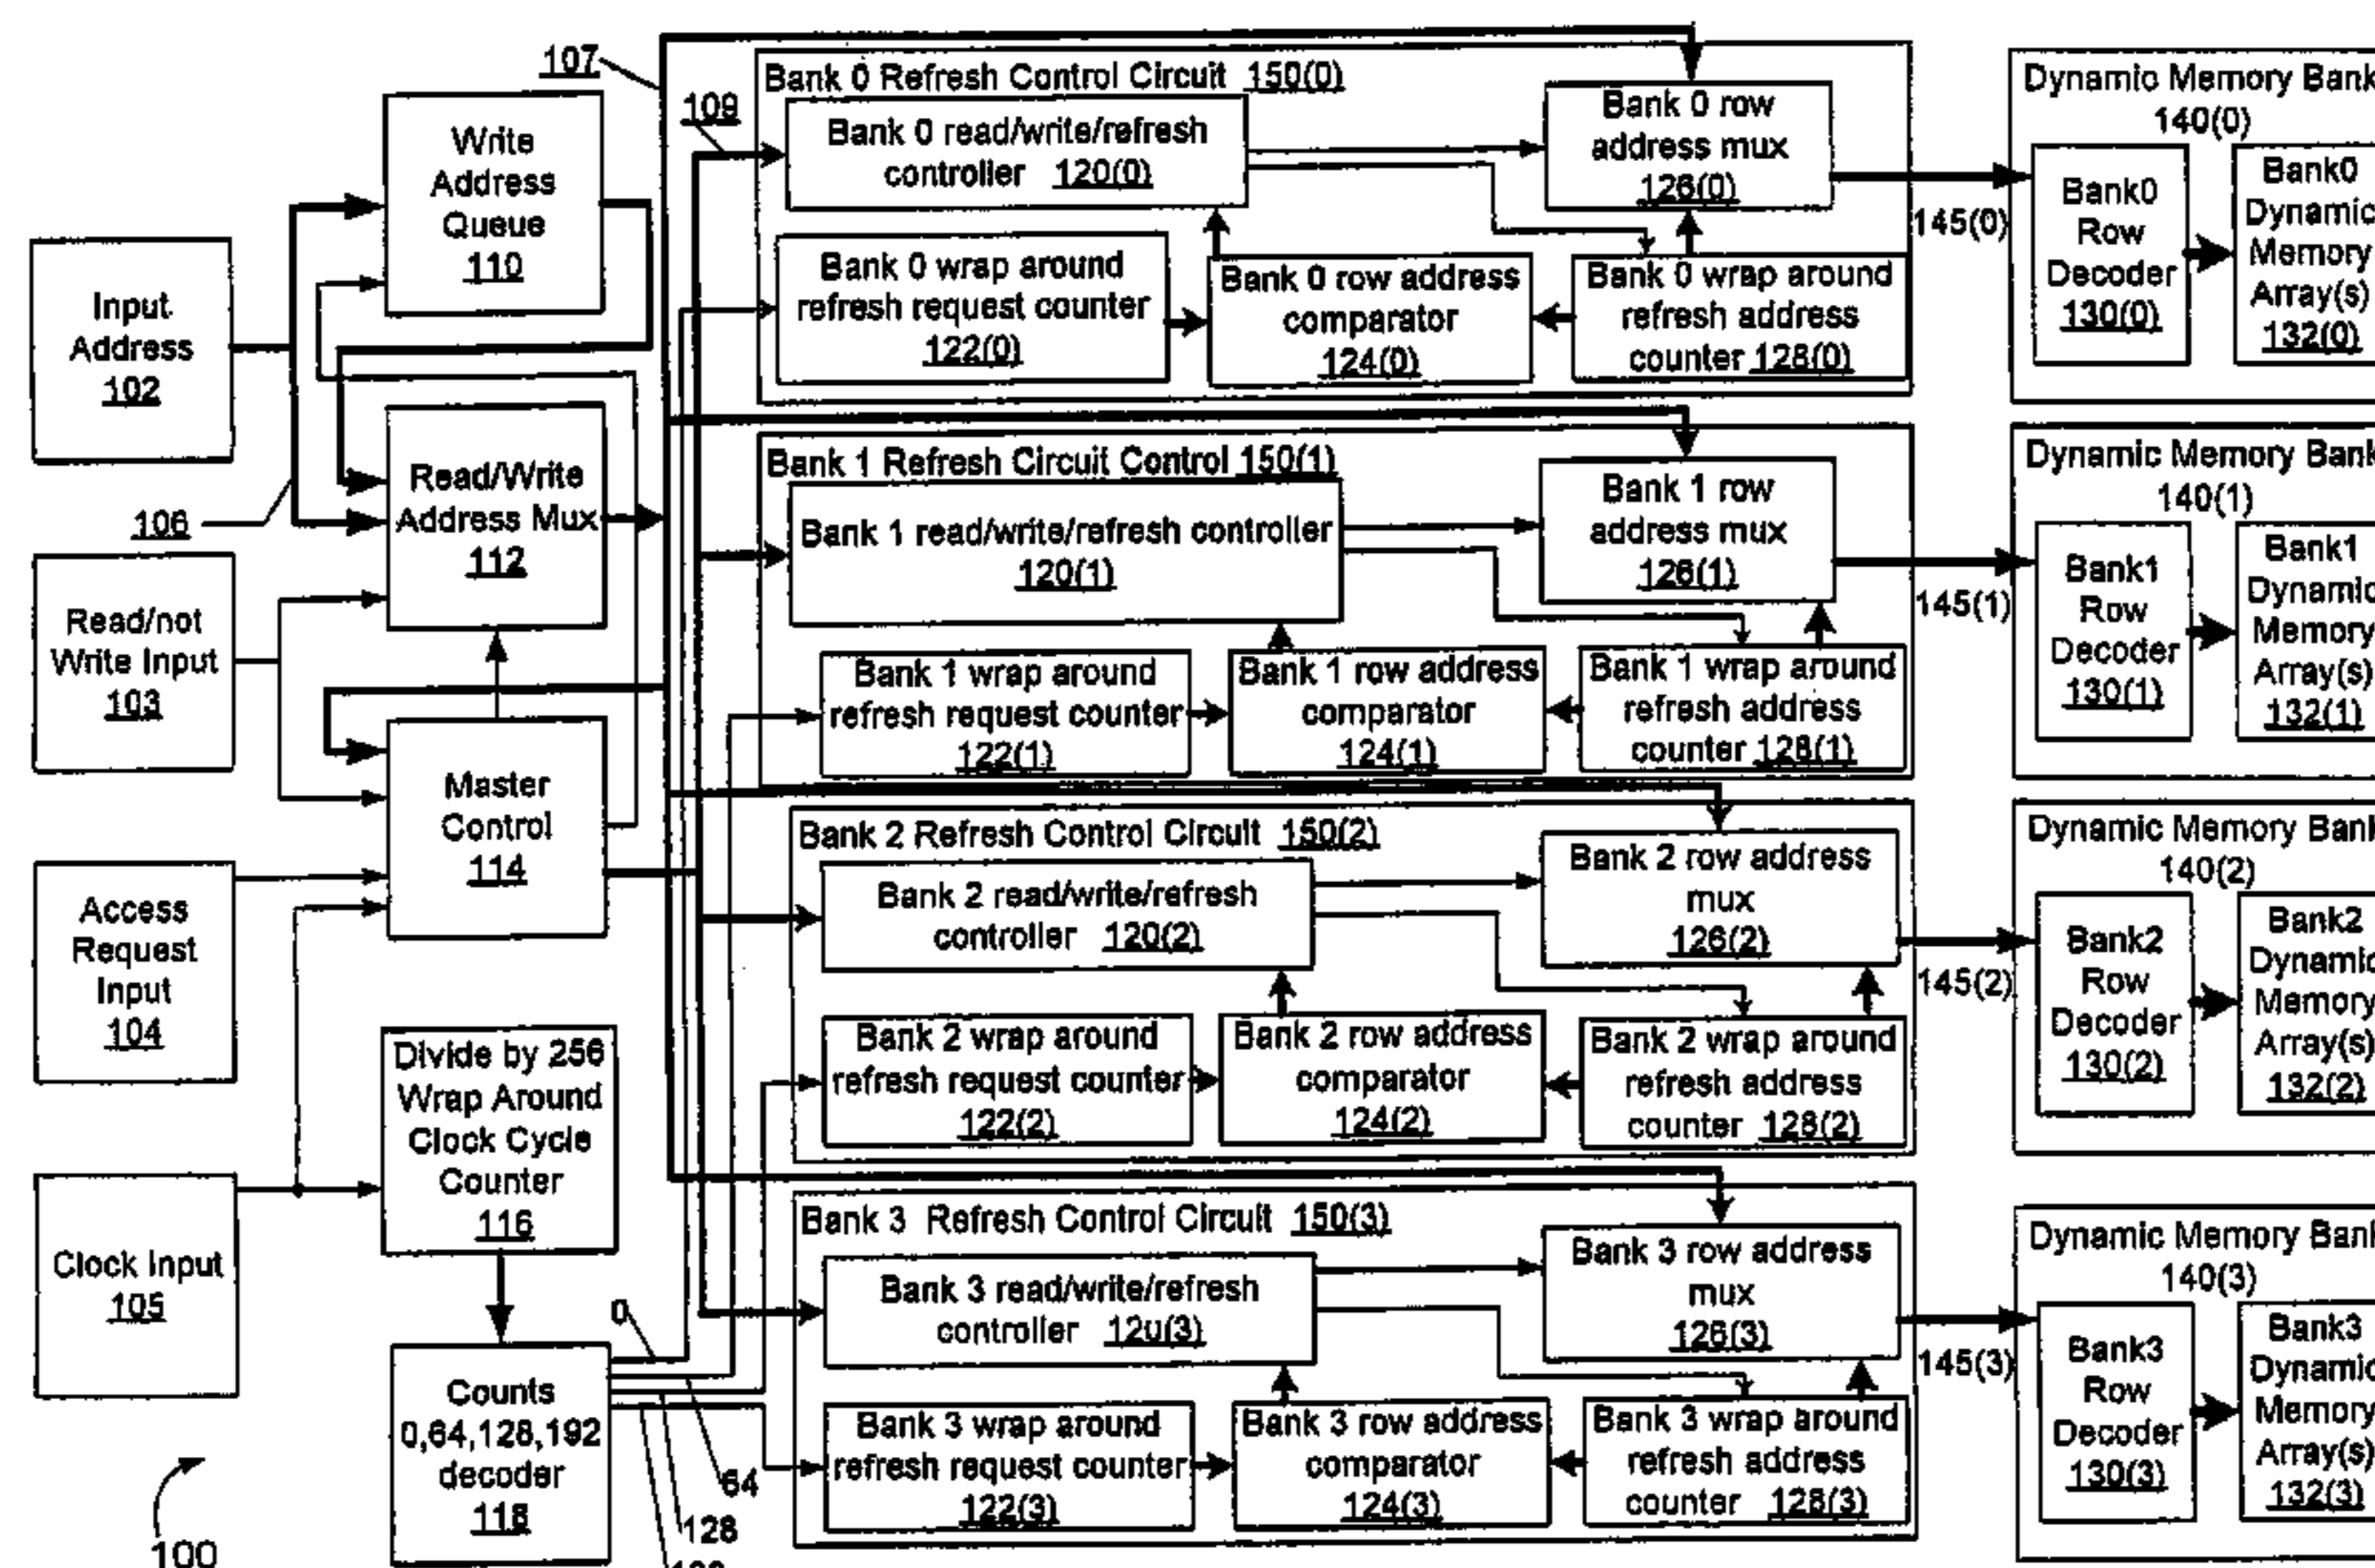 107
109
106
Input
Address
102
Read/not
Write Input
103
Access
Request
Input
104
Clock Input
105
100
Write
Address
Queue
110
Read/Write
Address Mux
112
Master
Control
114
Divide by 256
Wrap Around
Clock Cycle
Counter
116
Counts
0,64,128,192
decoder
118
0
64
128
Bank 0 Refresh Control Circuit 150(0)
Bank 0 read/write/refresh
controller 120(0)
Bank 0 row
address mux
126(0)
Bank 0 wrap around
refresh request counter
122(0)
Bank 0 row address
comparator
124(0)
Bank 0 wrap around
refresh address
counter 128(0)
145(0)
Dynamic Memory Bank
140(0)
Bank0
Row
Decoder
130(0)
Bank0
Dynamic
Memory
Array(s)
132(0)
Bank 1 Refresh Circuit Control 150(1)
Bank 1 read/write/refresh controller
120(1)
Bank 1 row
address mux
126(1)
Bank 1 wrap around
refresh request counter
122(1)
Bank 1 row address
comparator
124(1)
Bank 1 wrap around
refresh address
counter 128(1)
145(1)
Dynamic Memory Bank
140(1)
Bank1
Row
Decoder
130(1)
Bank1
Dynamic
Memory
Array(s)
132(1)
Bank 2 Refresh Control Circuit 150(2)
Bank 2 read/write/refresh
controller 120(2)
Bank 2 row address
mux
126(2)
Bank 2 wrap around
refresh request counter
122(2)
Bank 2 row address
comparator
124(2)
Bank 2 wrap around
refresh address
counter 128(2)
145(2)
Dynamic Memory Bank
140(2)
Bank2
Row
Decoder
130(2)
Bank2
Dynamic
Memory
Array(s)
132(2)
Bank 3 Refresh Control Circuit 150(3)
Bank 3 read/write/refresh
controller 120(3)
Bank 3 row address
mux
126(3)
Bank 3 wrap around
refresh request counter
122(3)
Bank 3 row address
comparator
124(3)
Bank 3 wrap around
refresh address
counter 128(3)
145(3)
Dynamic Memory Bank
140(3)
Bank3
Row
Decoder
130(3)
Bank3
Dynamic
Memory
Array(s)
132(3)